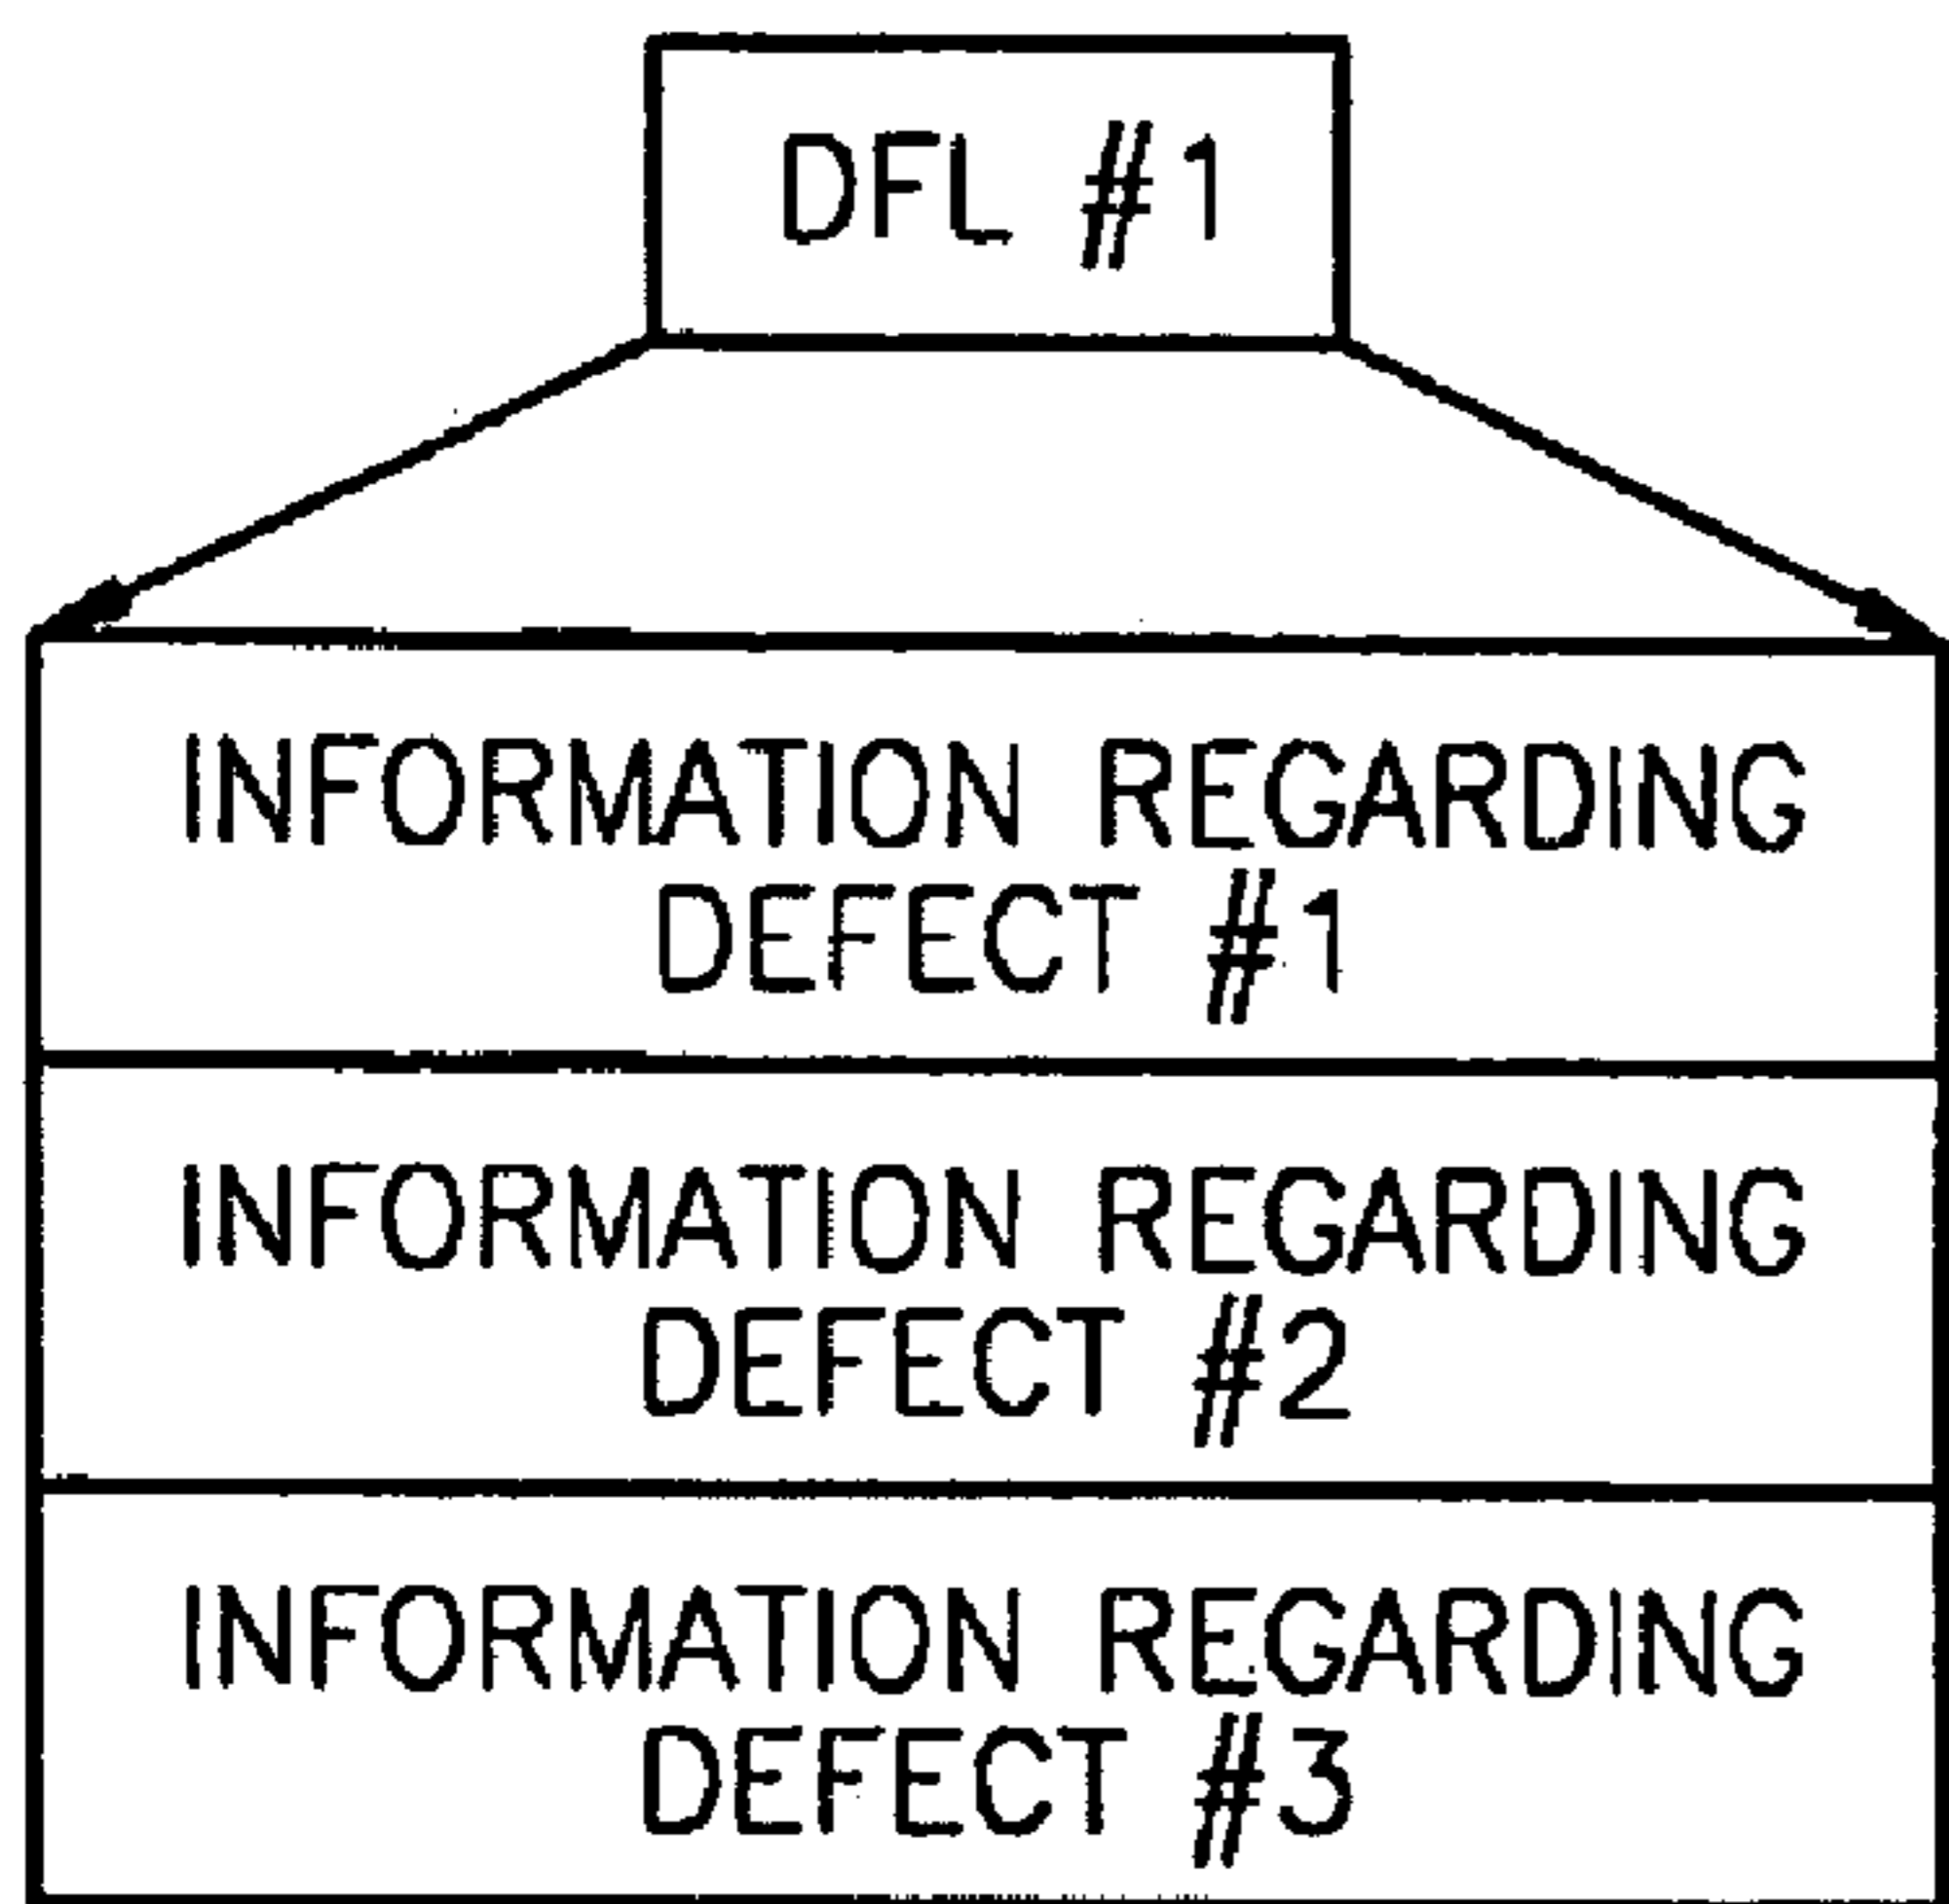 DFL #1
INFORMATION REGARDING
DEFECT #1
INFORMATION REGARDING
DEFECT #2
INFORMATION REGARDING
DEFECT #3